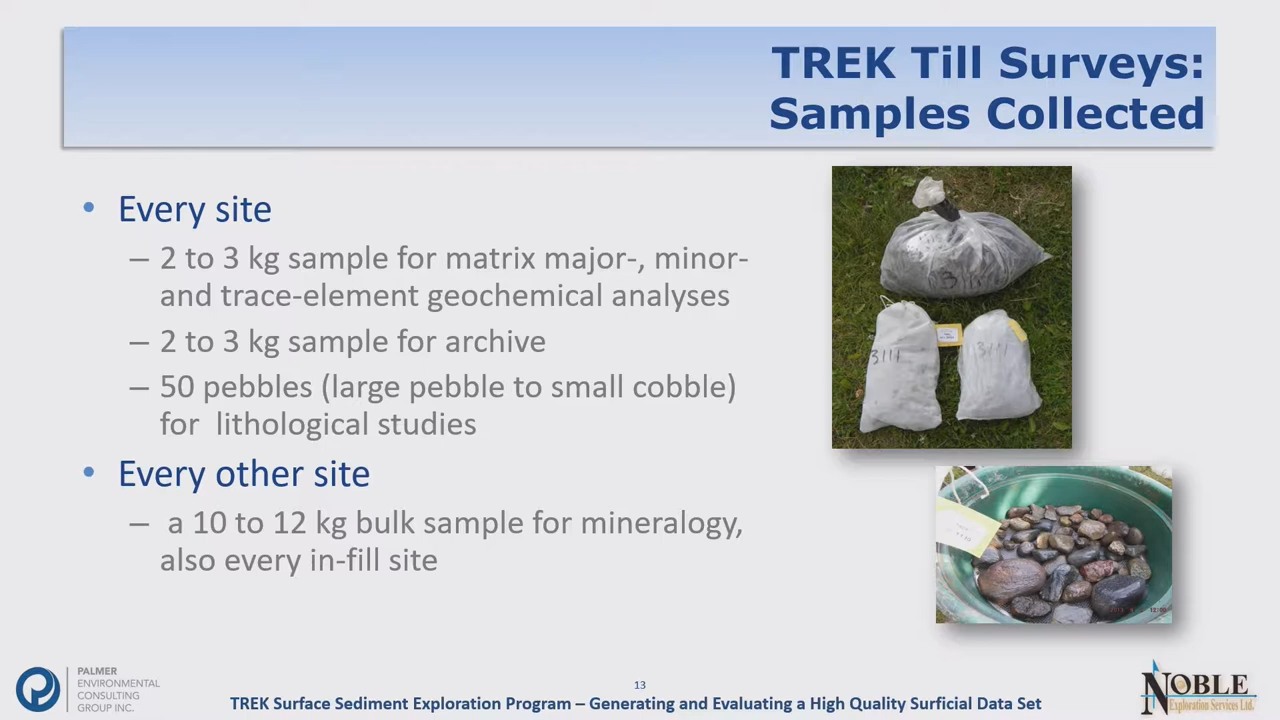 TREK Till Surveys:
Samples Collected
• Every site
– 2 to 3 kg sample for matrix major-, minor-
and trace-element geochemical analyses
– 2 to 3 kg sample for archive
– 50 pebbles (large pebble to small cobble)
for lithological studies
• Every other site
– a 10 to 12 kg bulk sample for mineralogy,
also every in-fill site
3111
3111
PALMER
ENVIRONMENTAL
CONSULTING
GROUP INC.
13
TREK Surface Sediment Exploration Program – Generating and Evaluating a High Quality Surficial Data Set
NOBLE
Exploration Services Ltd.